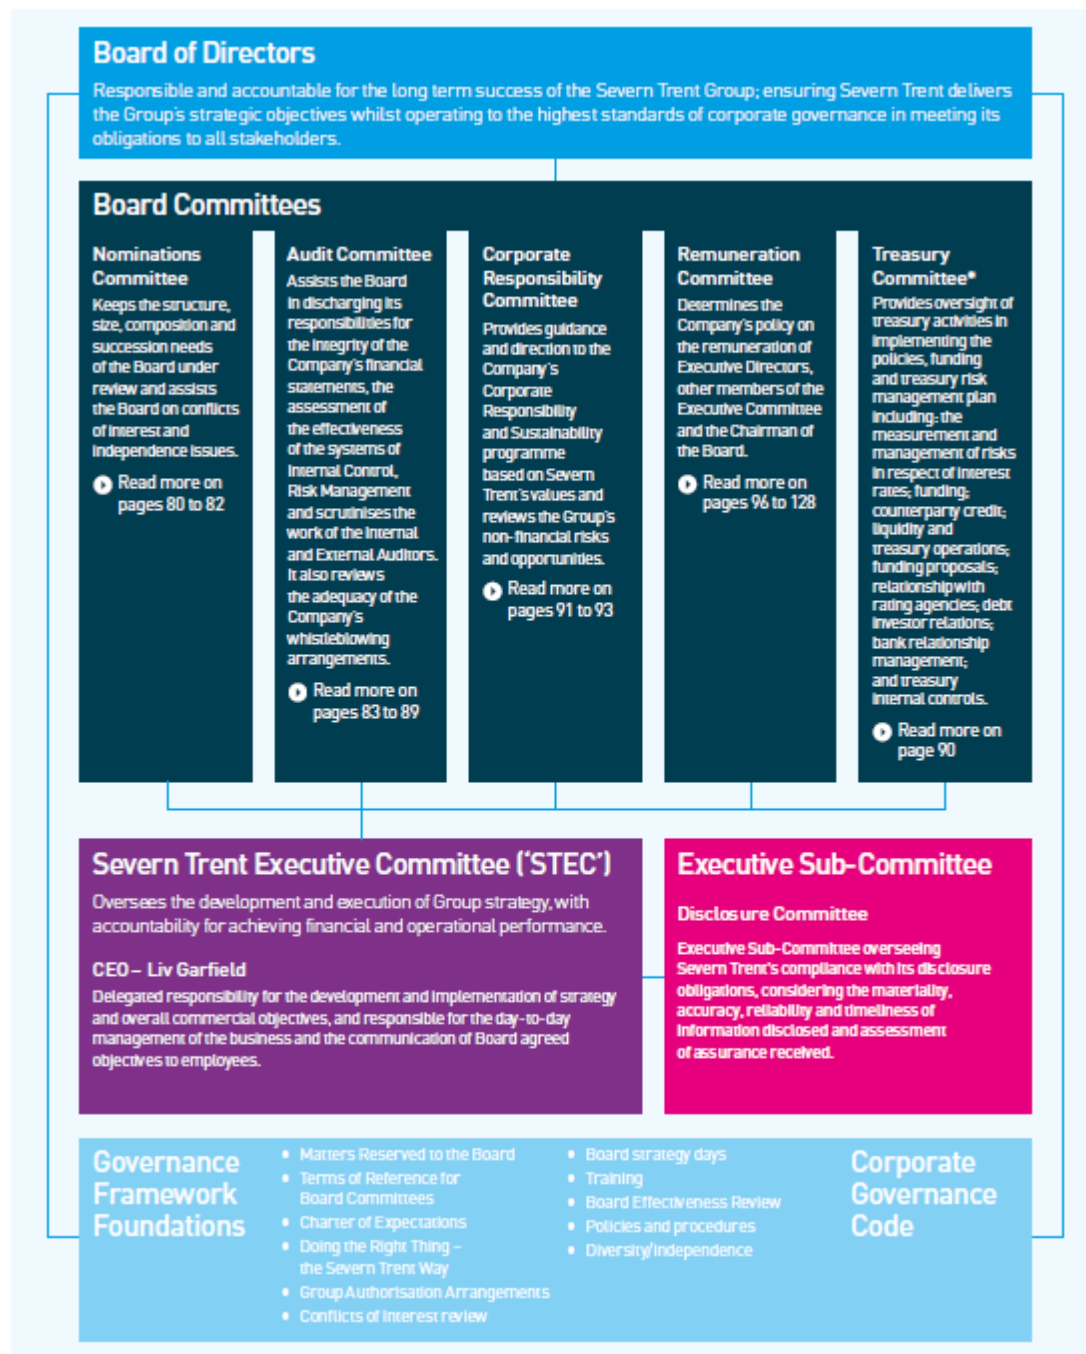 Board of Directors
Responsible and accountable for the long term success of the Severn Trent Group; ensuring Severn Trent delivers
the Group's strategic objectives whilst operating to the highest standards of corporate governance in meeting its
obligations to all stakeholders.
Board Committees
Nominations
Committee
Keeps the structure,
size, composition and
succession needs
of the Board under
review and assists
the Board on conflicts
of interest and
independence issues.
Read more on
pages 80 to 82
Audit Committee
Assists the Board
in discharging its
responsibilities for
the integrity of the
Company's financial
statements, the
assessment of
the effectiveness
of the systems of
Internal Control,
Risk Management
and scrutinises the
work of the Internal
and External Auditors.
It also reviews
the adequacy of the
Company's
whistleblowing
arrangements.
Read more on
pages 83 to 89
Corporate
Responsibility
Committee
Provides guidance
and direction to the
Company's
Corporate
Responsibility
and Sustainability
programme
based on Severn
Trent's values and
reviews the Group's
non-financial risks
and opportunities.
Read more on
pages 91 to 93
Remuneration
Committee
Determines the
Company's policy on
the remuneration of
Executive Directors,
other members of the
Executive Committee
and the Chairman of
the Board.
Read more on
pages 96 to 128
Treasury
Committee*
Provides oversight of
treasury activities in
implementing the
policies, funding
and treasury risk
management plan
including: the
measurement and
management of risks
in respect of interest
rates; funding;
counterparty credit;
liquidity and
treasury operations;
funding proposals;
relationship with
rating agencies; debt
investor relations;
bank relationship
management;
and treasury
internal controls.
Read more on
page 90
Severn Trent Executive Committee ('STEC')
Oversees the development and execution of Group strategy, with
accountability for achieving financial and operational performance.
CEO – Liv Garfield
Delegated responsibility for the development and implementation of strategy
and overall commercial objectives, and responsible for the day-to-day
management of the business and the communication of Board agreed
objectives to employees.
Executive Sub-Committee
Disclosure Committee
Executive Sub-Committee overseeing
Severn Trent's compliance with its disclosure
obligations, considering the materiality,
accuracy, reliability and timeliness of
information disclosed and assessment
of assurance received.
Governance
Framework
Foundations
• Matters Reserved to the Board
• Terms of Reference for
Board Committees
• Charter of Expectations
• Doing the Right Thing –
the Severn Trent Way
• Group Authorisation Arrangements
• Conflicts of Interest review
• Board strategy days
• Training
• Board Effectiveness Review
• Policies and procedures
• Diversity/Independence
Corporate
Governance
Code